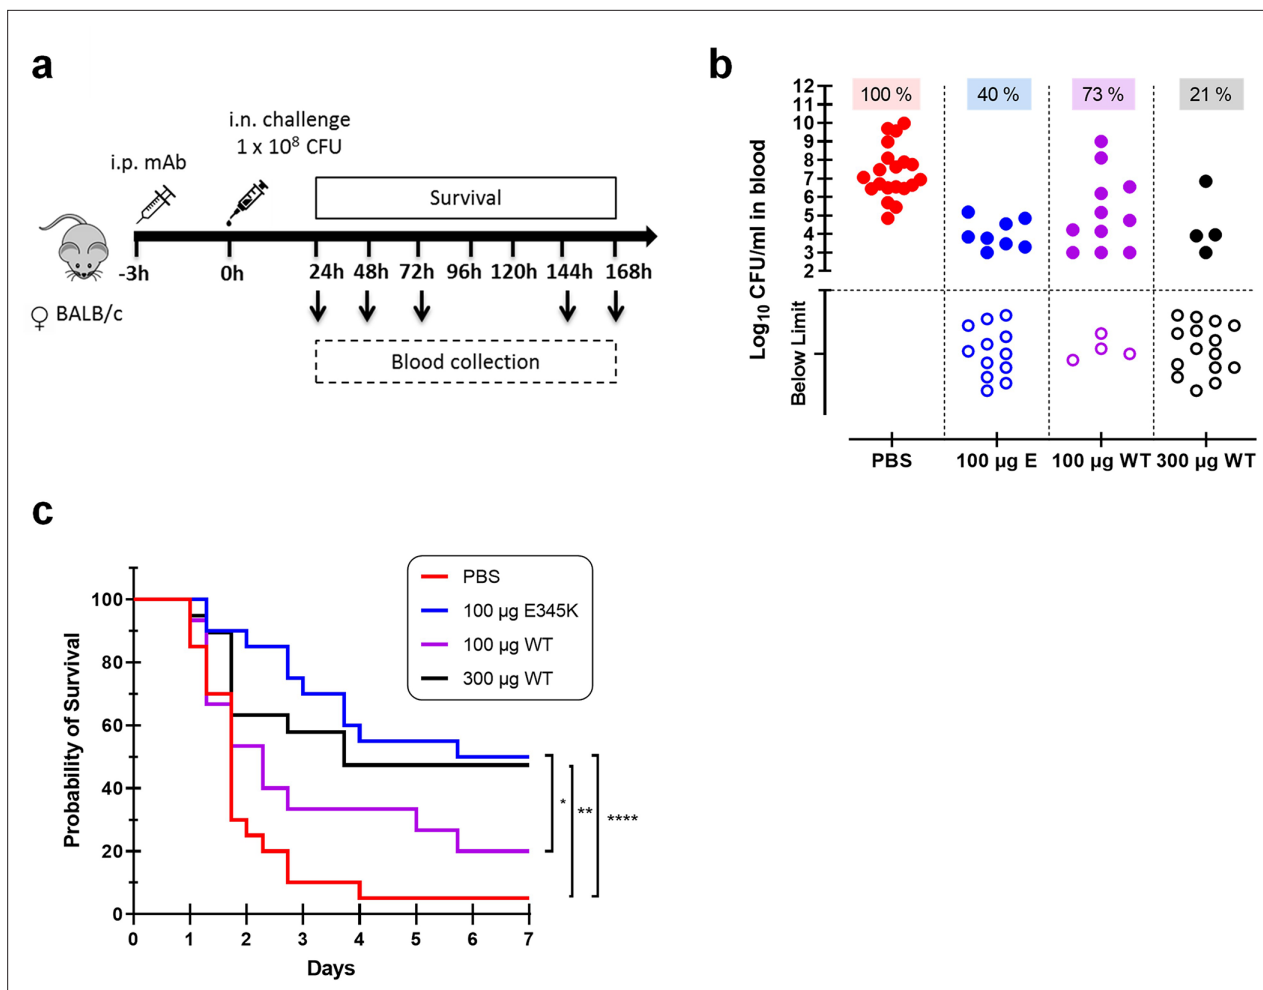 a
i.p. mAb
i.n. challenge
1 x 10⁸ CFU
Survival
-3h 0h 24h 48h 72h 96h 120h 144h 168h
♀ BALB/c
Blood collection
b
Log₁₀ CFU/ml in blood
Below Limit
12
11
10
9
8
7
6
5
4
3
2
100 % 40 % 73 % 21 %
PBS 100 µg E 100 µg WT 300 µg WT
c
Probability of Survival
100
80
60
40
20
0
0 1 2 3 4 5 6 7
Days
PBS
100 µg E345K
100 µg WT
300 µg WT
* ** ****